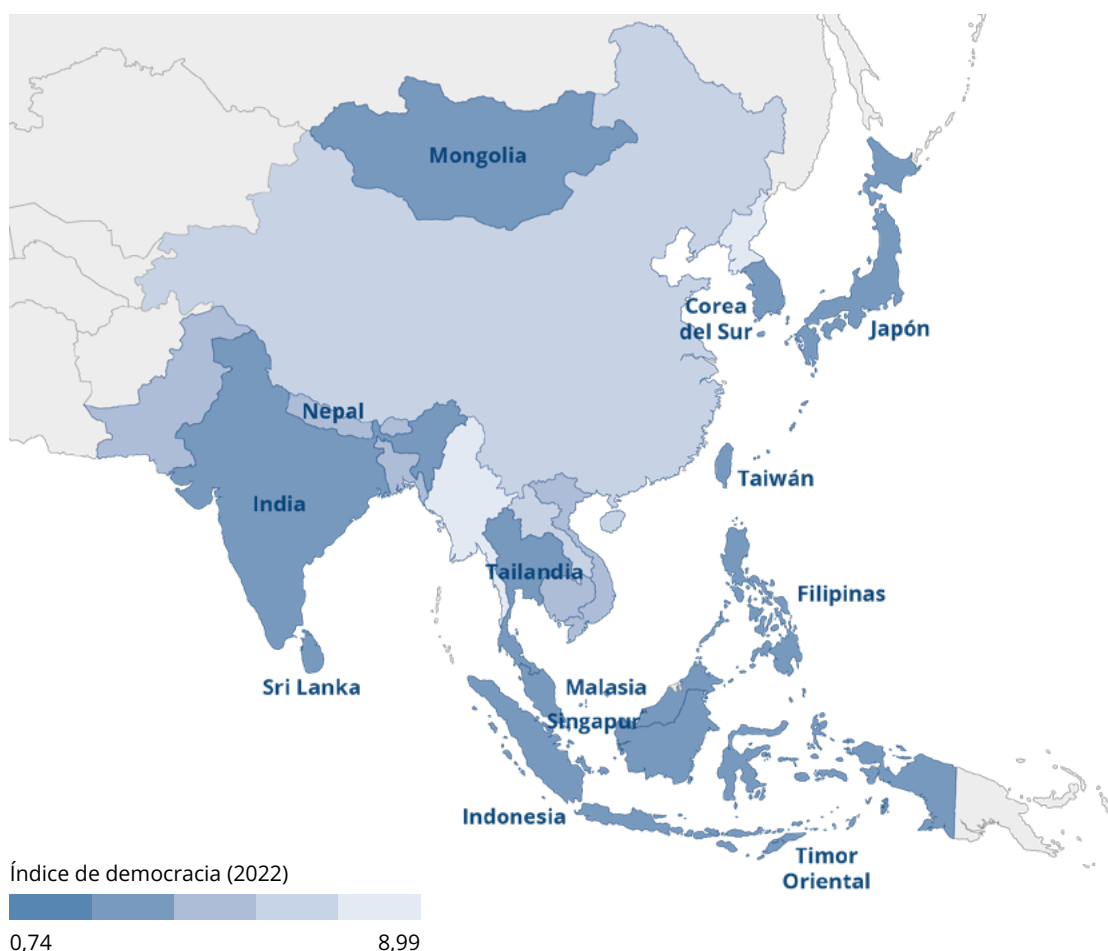 Mongolia
Corea
del Sur
Japón
Nepal
Taiwán
India
Tailandia
Filipinas
Sri Lanka
Malasia
Singapur
Indonesia
Timor
Oriental
Índice de democracia (2022)
0,74
8,99